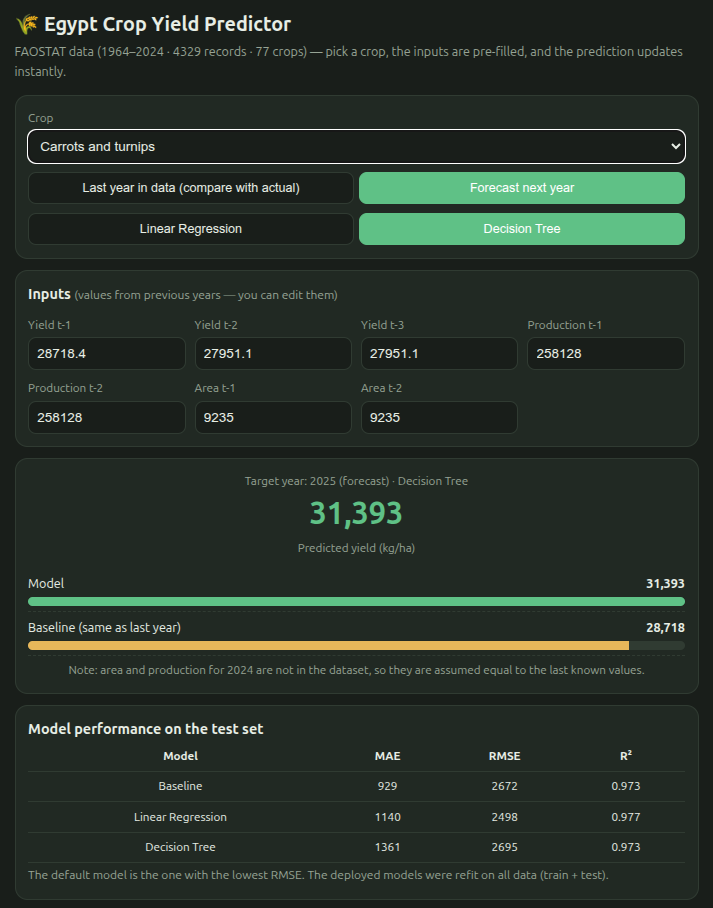 🌾 Egypt Crop Yield Predictor
FAOSTAT data (1964–2024 · 4329 records · 77 crops) — pick a crop, the inputs are pre-filled, and the prediction updates
instantly.
Crop
Carrots and turnips
Last year in data (compare with actual) Forecast next year
Linear Regression Decision Tree
Inputs (values from previous years — you can edit them)
Yield t-1 Yield t-2 Yield t-3 Production t-1
28718.4 27951.1 27951.1 258128
Production t-2 Area t-1 Area t-2
258128 9235 9235
Target year: 2025 (forecast) · Decision Tree
31,393
Predicted yield (kg/ha)
Model 31,393
Baseline (same as last year) 28,718
Note: area and production for 2024 are not in the dataset, so they are assumed equal to the last known values.
Model performance on the test set
Model MAE RMSE R²
Baseline 929 2672 0.973
Linear Regression 1140 2498 0.977
Decision Tree 1361 2695 0.973
The default model is the one with the lowest RMSE. The deployed models were refit on all data (train + test).